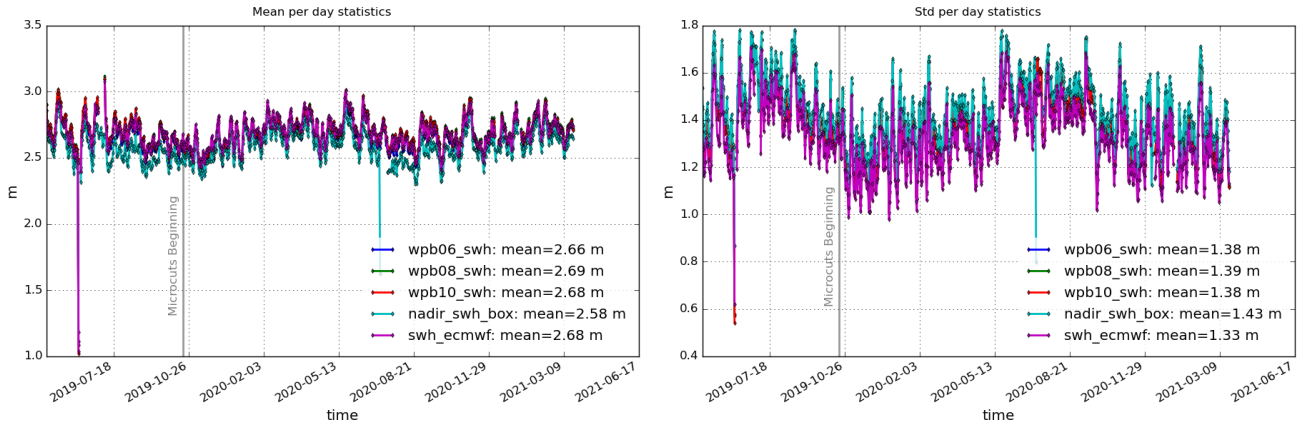 Mean per day statistics
3.5
3.0
2.5
2.0
1.5
1.0
m
Microcuts Beginning
wpb06_swh: mean=2.66 m
wpb08_swh: mean=2.69 m
wpb10_swh: mean=2.68 m
nadir_swh_box: mean=2.58 m
swh_ecmwf: mean=2.68 m
2019-07-18
2019-10-26
2020-02-03
2020-05-13
2020-08-21
2020-11-29
2021-03-09
2021-06-17
time
Std per day statistics
1.8
1.6
1.4
1.2
1.0
0.8
0.6
0.4
m
Microcuts Beginning
wpb06_swh: mean=1.38 m
wpb08_swh: mean=1.39 m
wpb10_swh: mean=1.38 m
nadir_swh_box: mean=1.43 m
swh_ecmwf: mean=1.33 m
2019-07-18
2019-10-26
2020-02-03
2020-05-13
2020-08-21
2020-11-29
2021-03-09
2021-06-17
time